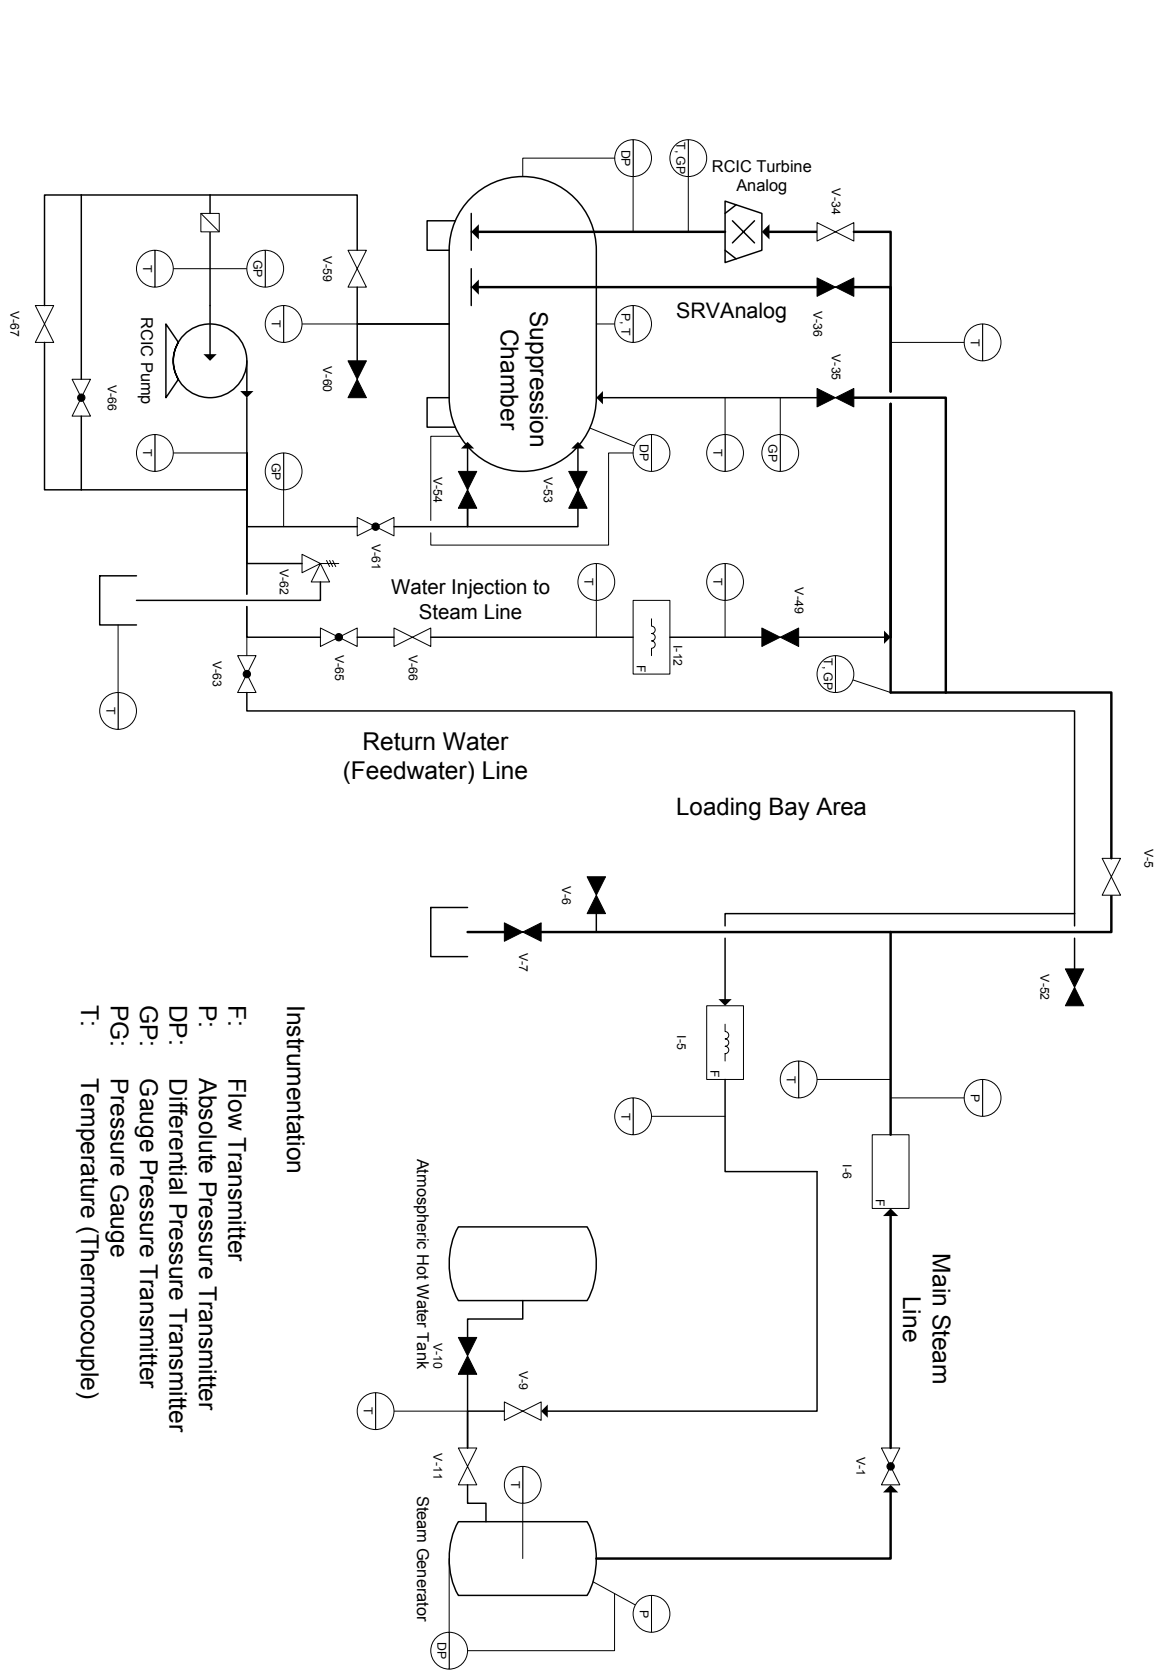 V-34
RCIC Turbine
Analog
T, GP
DP
SRVAnalog
V-36
T
V-35
P, T
Suppression
Chamber
GP
T
DP
V-53
V-54
V-59
V-60
T
GP
T
RCIC Pump
V-67
V-66
T
GP
V-61
V-62
Water Injection to
Steam Line
T
T
V-49
I-12
F
V-65
V-66
V-63
T
T, GP
Return Water
(Feedwater) Line
Loading Bay Area
V-5
V-6
V-7
V-52
I-5
F
T
T
P
I-6
F
Main Steam
Line
Atmospheric Hot Water Tank
V-10
V-9
T
V-11
V-1
T
Steam Generator
P
DP
Instrumentation
F: Flow Transmitter
P: Absolute Pressure Transmitter
DP: Differential Pressure Transmitter
GP: Gauge Pressure Transmitter
PG: Pressure Gauge
T: Temperature (Thermocouple)